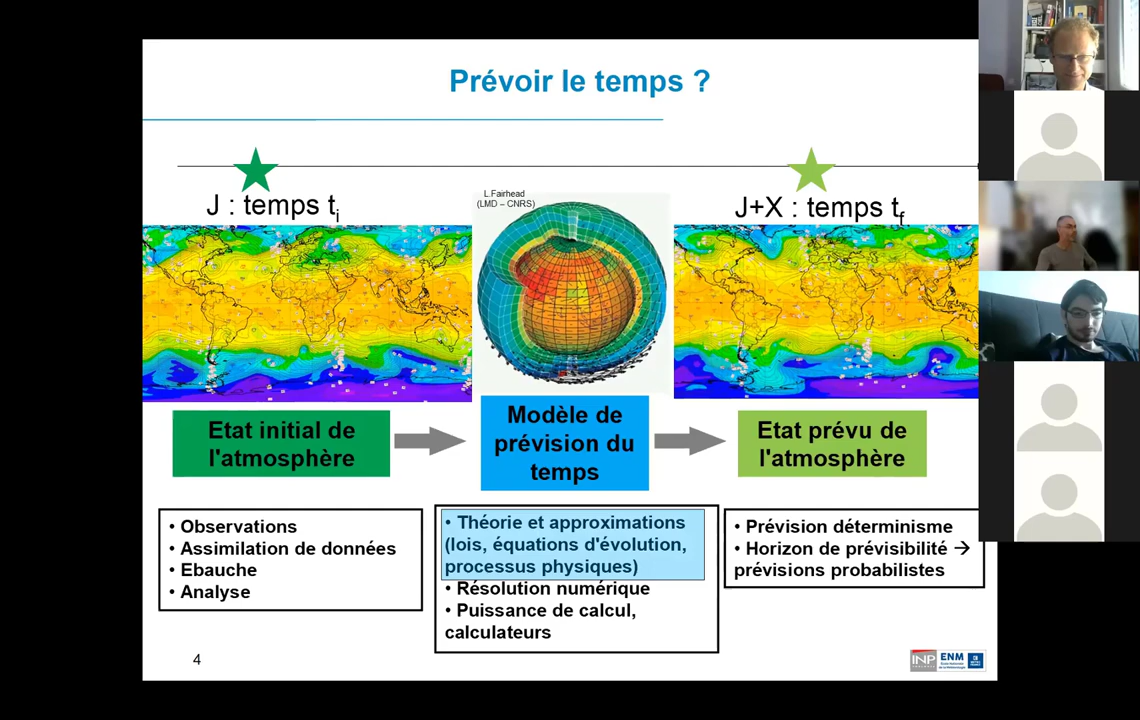 Prévoir le temps ?
J : temps ti
L.Fairhead
(LMD – CNRS)
J+X : temps tf
Etat initial de
l'atmosphère
Modèle de
prévision du
temps
Etat prévu de
l'atmosphère
• Observations
• Assimilation de données
• Ebauche
• Analyse
• Théorie et approximations
(lois, équations d'évolution,
processus physiques)
• Résolution numérique
• Puissance de calcul,
calculateurs
• Prévision déterminisme
• Horizon de prévisibilité →
prévisions probabilistes
4
INP
ENM